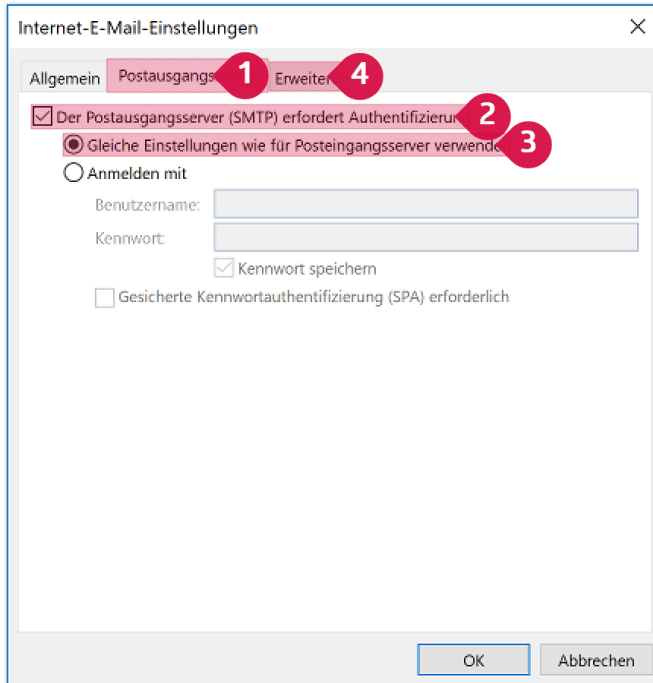 Internet-E-Mail-Einstellungen
Allgemein Postausgangs 1 Erweiter 4
Der Postausgangsserver (SMTP) erfordert Authentifizierun 2
Gleiche Einstellungen wie für Posteingangsserver verwende 3
Anmelden mit
Benutzername:
Kennwort:
Kennwort speichern
Gesicherte Kennwortauthentifizierung (SPA) erforderlich
OK Abbrechen